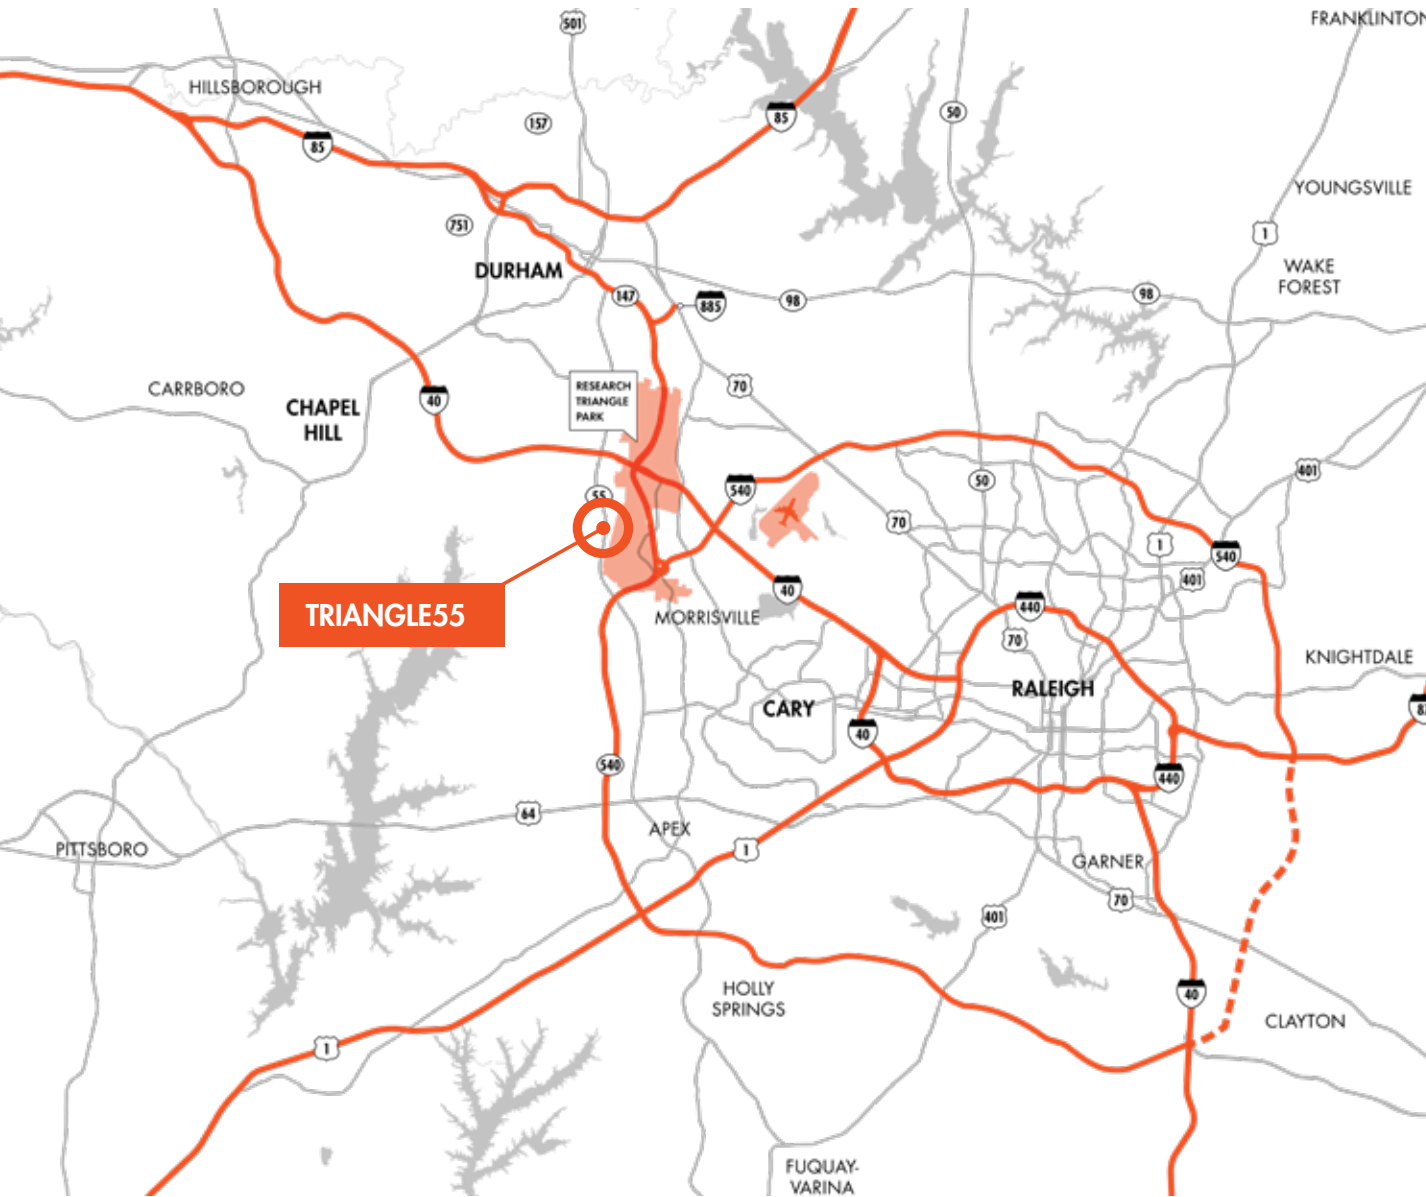 FRANKLINTON
501
HILLSBOROUGH
157
85
50
85
YOUNGSVILLE
751
1
DURHAM
WAKE
FOREST
147
885
98
98
RESEARCH
TRIANGLE
PARK
70
CARRBORO
CHAPEL
HILL
40
401
55
540
50
70
1
540
401
TRIANGLE55
40
440
MORRISVILLE
70
KNIGHTDALE
RALEIGH
CARY
40
540
440
64
APEX
1
PITTSBORO
GARNER
70
401
HOLLY
SPRINGS
40
CLAYTON
1
FUQUAY-
VARINA